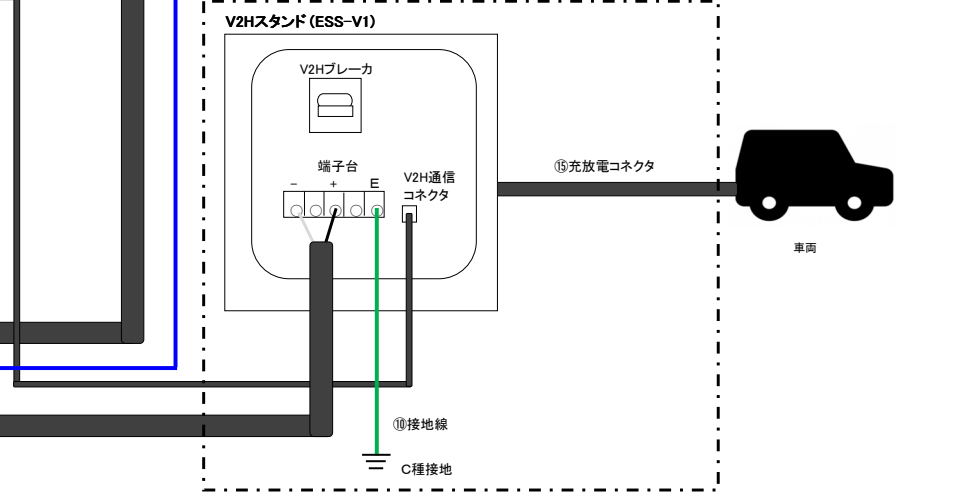 V2Hスタンド(ESS-V1)
V2Hブレーカ
端子台
− + E
V2H通信
コネクタ
⑮充放電コネクタ
車両
⑩接地線
C種接地